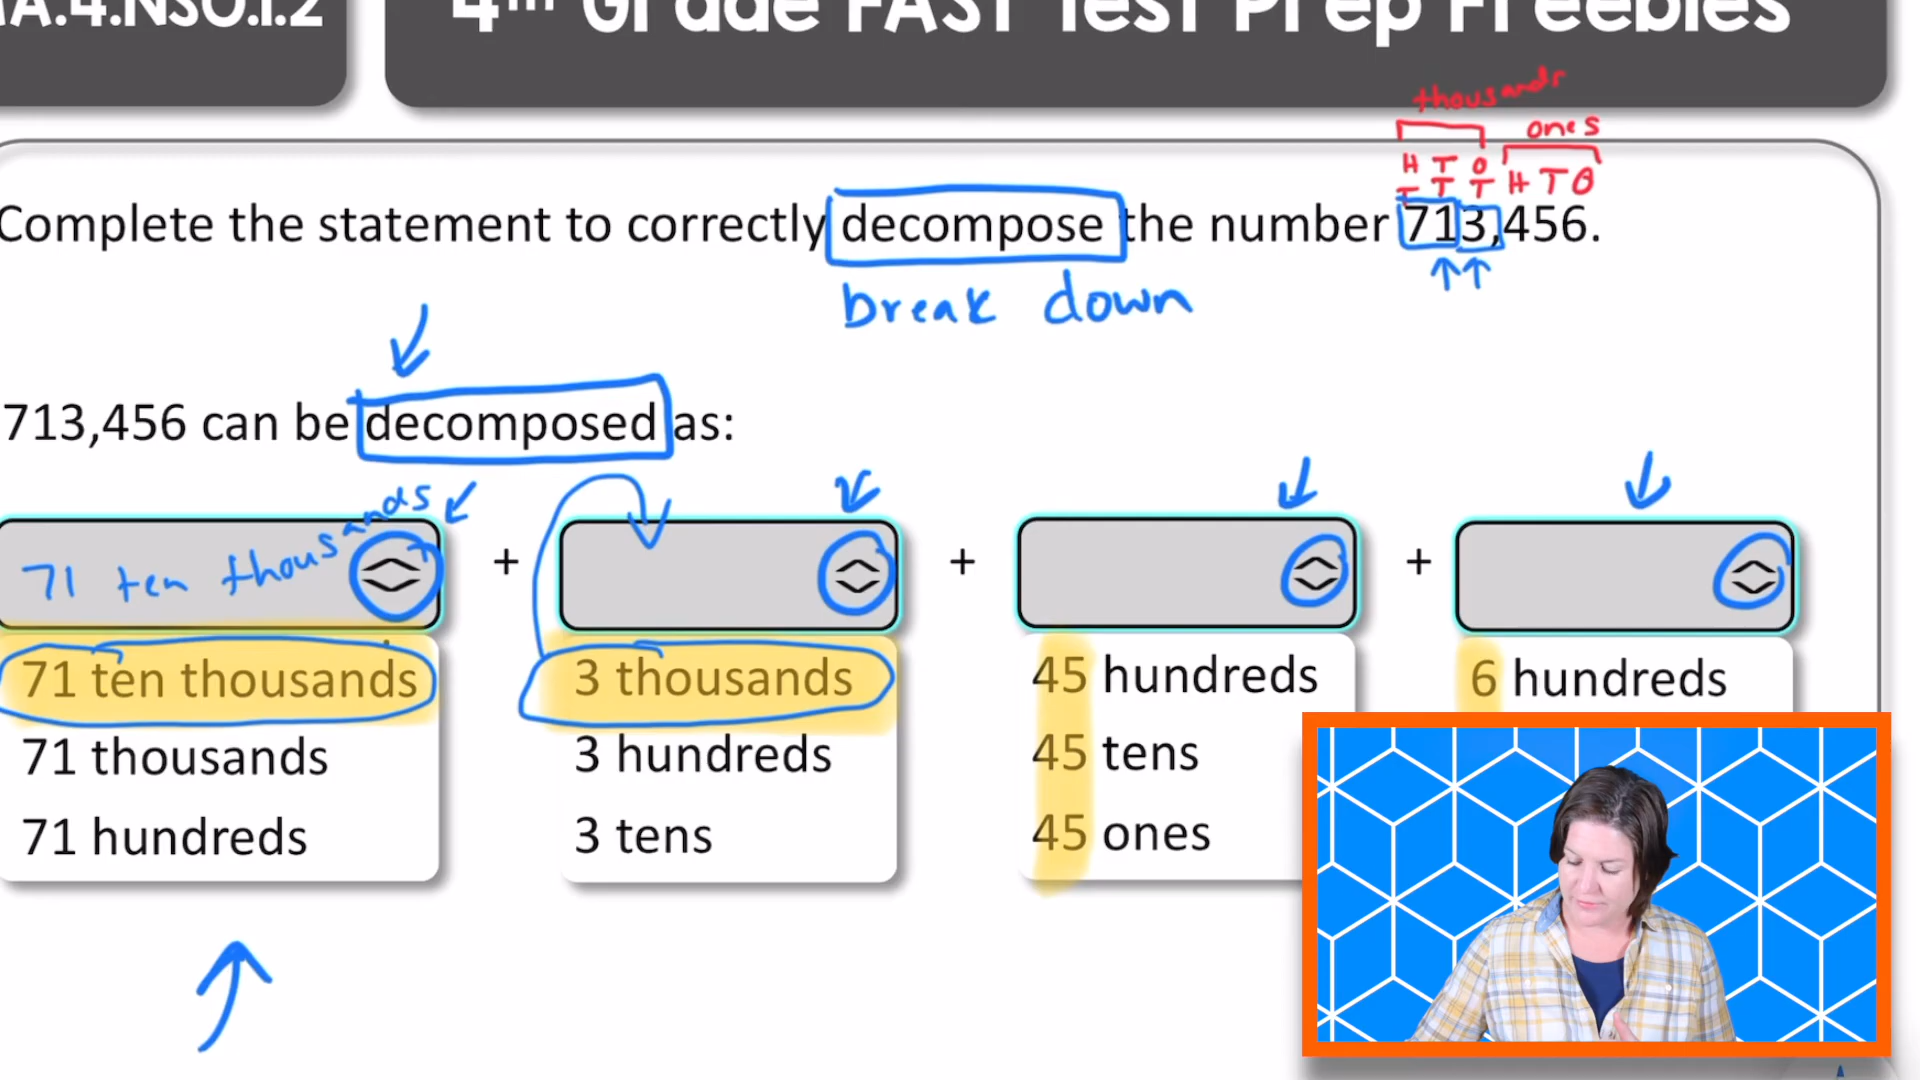 MA.4.NSO.1.2
4th Grade FAST Test Prep Freebies
thousands
ones
H T O H T O
T T T
Complete the statement to correctly decompose the number 713,456.
break down
713,456 can be decomposed as:
71 ten thousands + + +
71 ten thousands 3 thousands 45 hundreds 6 hundreds
71 thousands 3 hundreds 45 tens
71 hundreds 3 tens 45 ones